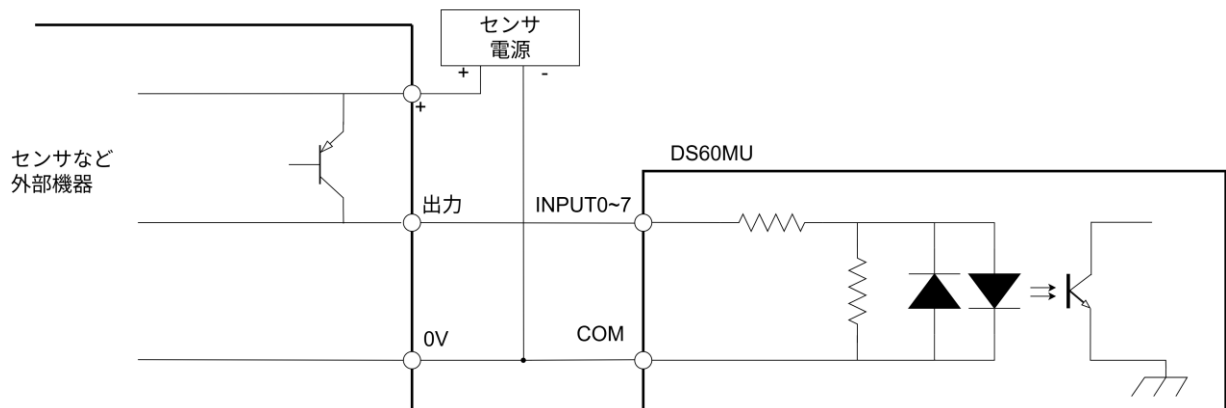 センサ
電源
+
-
+
センサなど
外部機器
DS60MU
出力
INPUT0~7
0V
COM